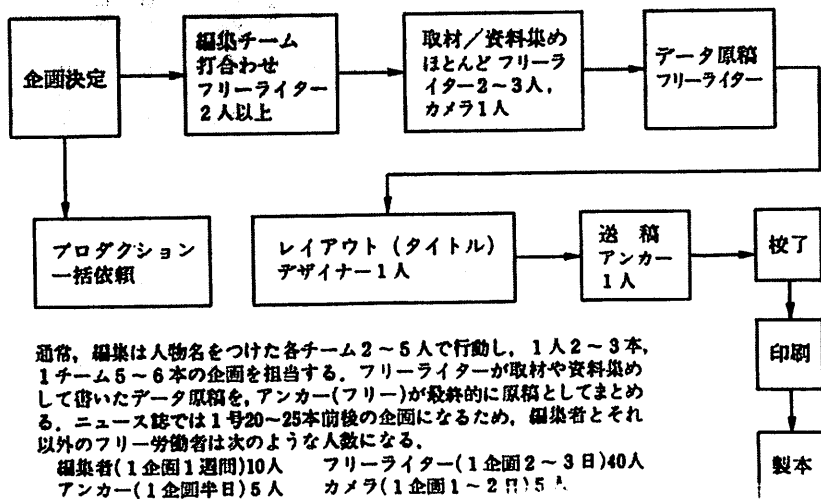 企画決定
編集チーム
打合わせ
フリーライター
2人以上
取材／資料集め
ほとんどフリーラ
イター2～3人，
カメラ1人
データ原稿
フリーライター
プロダクション
一括依頼
レイアウト（タイトル）
デザイナー1人
送　稿
アンカー
1人
校了
印刷
製本
通常，編集は人物名をつけた各チーム2～5人で行動し，1人2～3本，
1チーム5～6本の企画を担当する．フリーライターが取材や資料集め
して書いたデータ原稿を，アンカー(フリー)が最終的に原稿としてまとめ
る．ニュース誌では1号20～25本前後の企画になるため，編集者とそれ
以外のフリー労働者は次のような人数になる．
編集者(1企画1週間)10人　フリーライター(1企画2～3日)40人
アンカー(1企画半日)5人　カメラ(1企画1～2日)5人